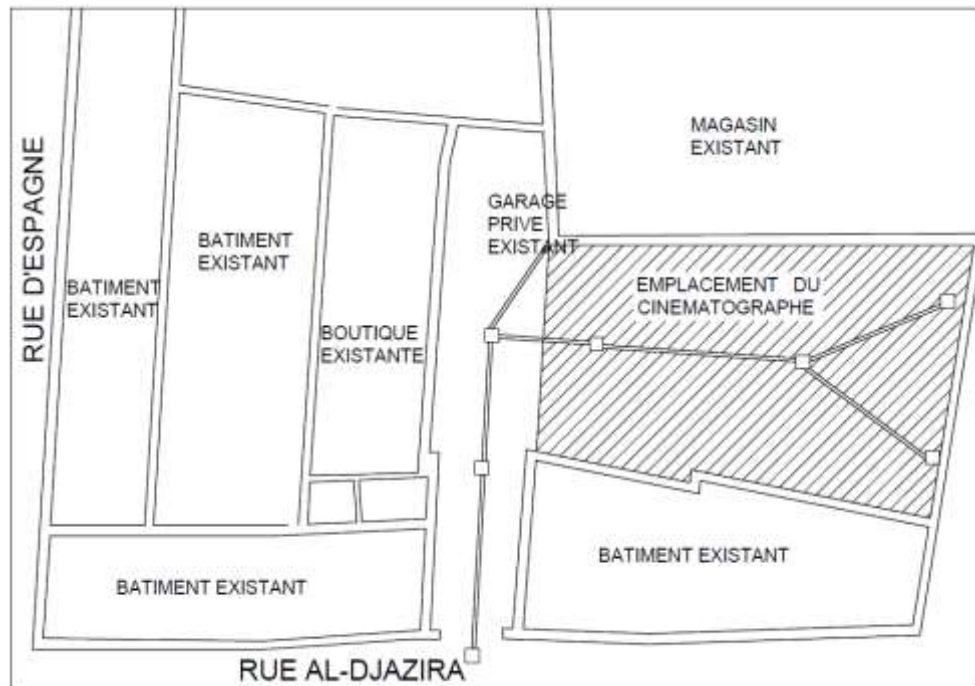 MAGASIN
EXISTANT
RUE D'ESPAGNE
GARAGE
PRIVE
EXISTANT
BATIMENT
EXISTANT
BATIMENT
EXISTANT
EMPLACEMENT DU
CINEMATOGRAPHE
BOUTIQUE
EXISTANTE
BATIMENT EXISTANT
BATIMENT EXISTANT
RUE AL-DJAZIRA